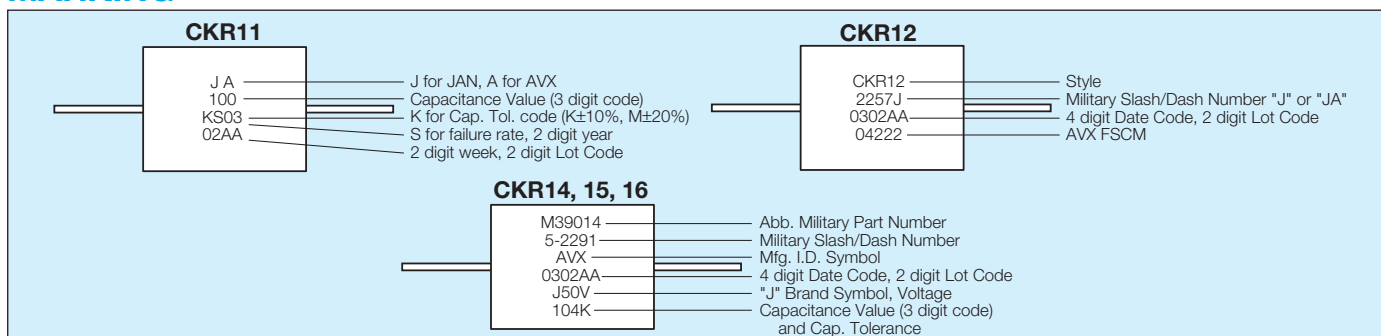 CKR11
J A
100
KS03
02AA
J for JAN, A for AVX
Capacitance Value (3 digit code)
K for Cap. Tol. code (K±10%, M±20%)
S for failure rate, 2 digit year
2 digit week, 2 digit Lot Code
CKR12
CKR12
2257J
0302AA
04222
Style
Military Slash/Dash Number "J" or "JA"
4 digit Date Code, 2 digit Lot Code
AVX FSCM
CKR14, 15, 16
M39014
5-2291
AVX
0302AA
J50V
104K
Abb. Military Part Number
Military Slash/Dash Number
Mfg. I.D. Symbol
4 digit Date Code, 2 digit Lot Code
"J" Brand Symbol, Voltage
Capacitance Value (3 digit code)
and Cap. Tolerance